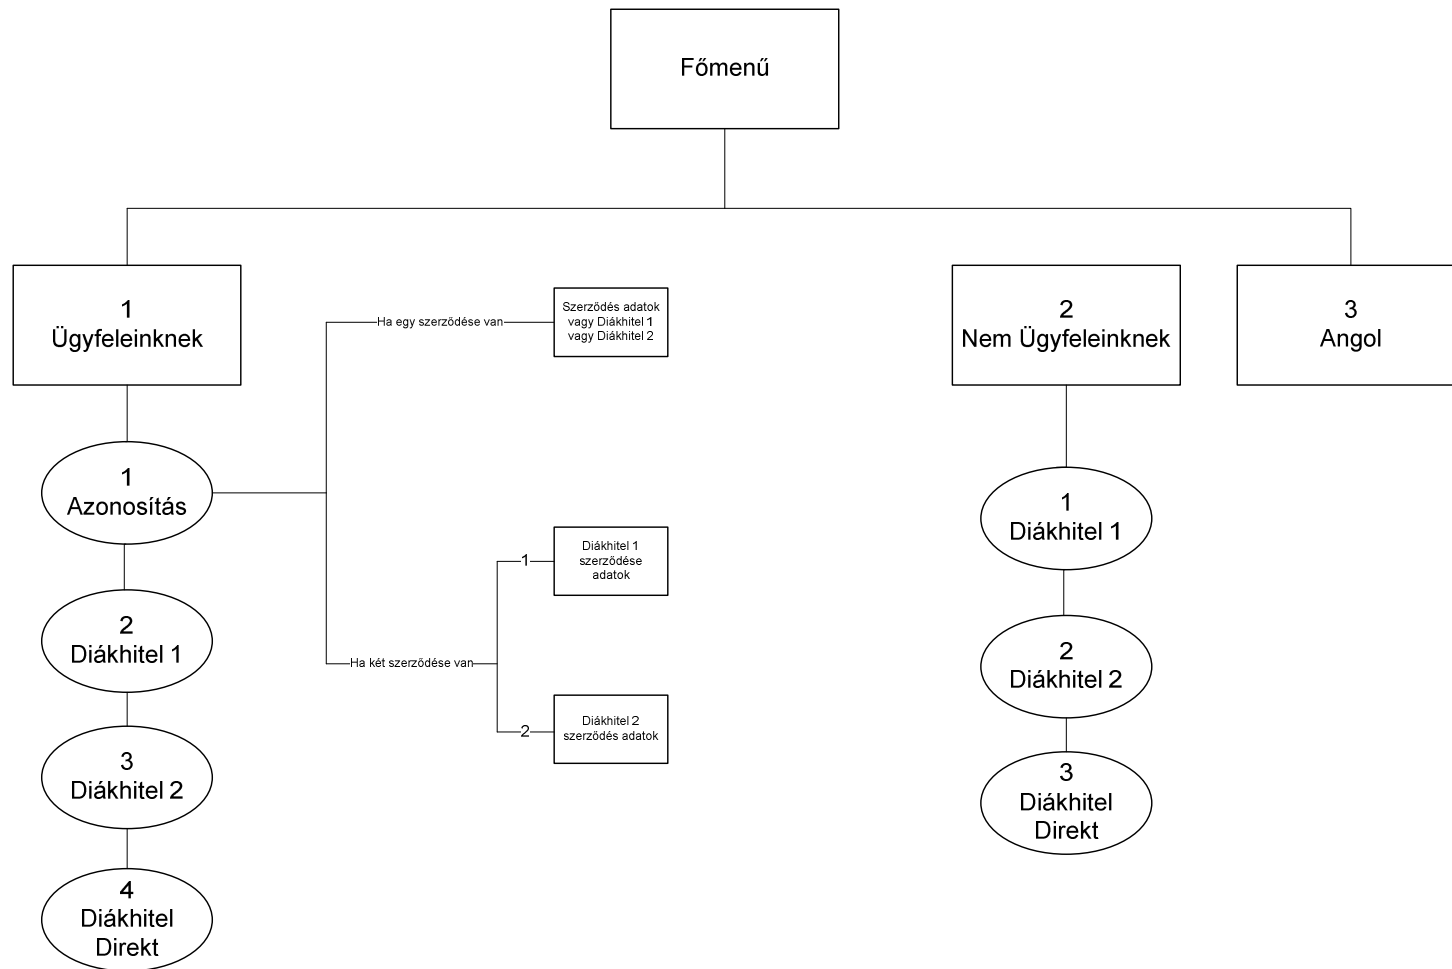 Főmenű
1
Ügyfeleinknek
Ha egy szerződése van
Szerződés adatok
vagy Diákhitel 1
vagy Diákhitel 2
2
Nem Ügyfeleinknek
3
Angol
1
Azonosítás
2
Diákhitel 1
3
Diákhitel 2
4
Diákhitel
Direkt
Ha két szerződése van
1
Diákhitel 1
szerződése
adatok
2
Diákhitel 2
szerződés adatok
1
Diákhitel 1
2
Diákhitel 2
3
Diákhitel
Direkt